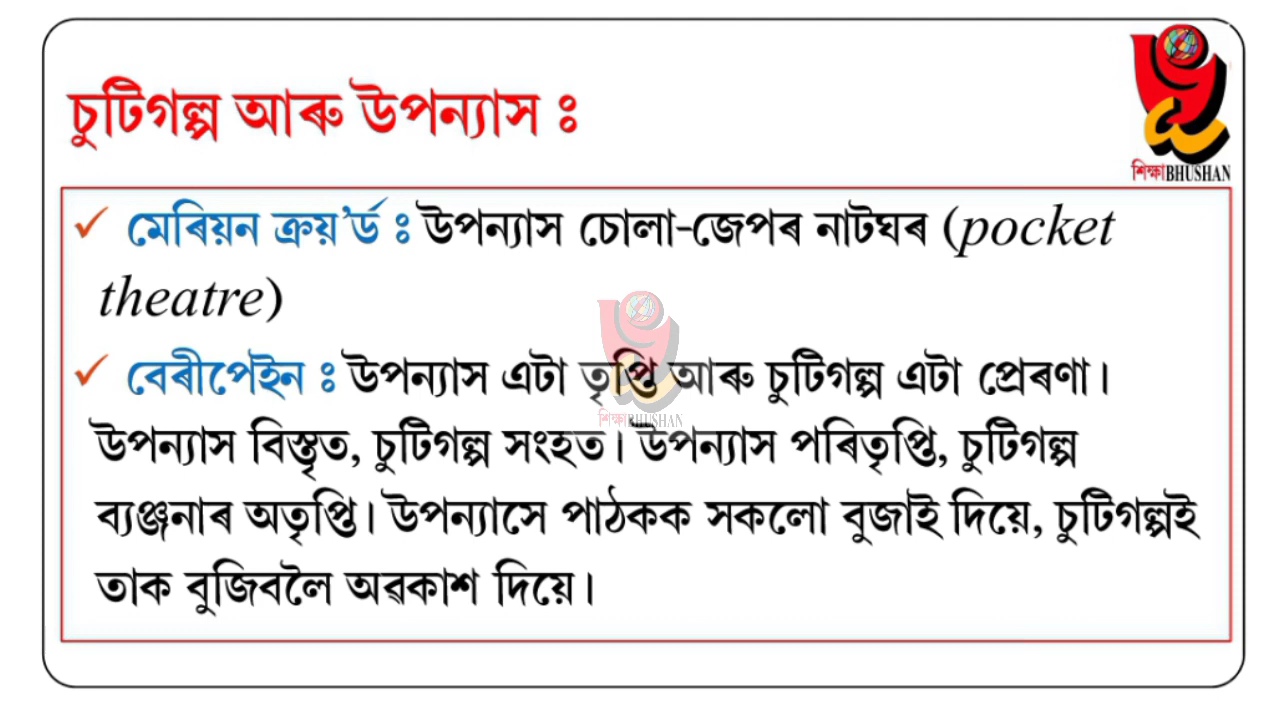 চুটিগল্প আৰু উপন্যাস ঃ
শিক্ষাBHUSHAN
✓ মেৰিয়ন ক্ৰয়’ৰ্ড ঃ উপন্যাস চোলা-জেপৰ নাটঘৰ (pocket
theatre)
✓ বেৰীপেইন ঃ উপন্যাস এটা তৃপ্তি আৰু চুটিগল্প এটা প্ৰেৰণা।
শিক্ষাBHUSHAN
উপন্যাস বিস্তৃত, চুটিগল্প সংহত। উপন্যাস পৰিতৃপ্তি, চুটিগল্প
ব্যঞ্জনাৰ অতৃপ্তি। উপন্যাসে পাঠকক সকলো বুজাই দিয়ে, চুটিগল্পই
তাক বুজিবলৈ অৱকাশ দিয়ে।